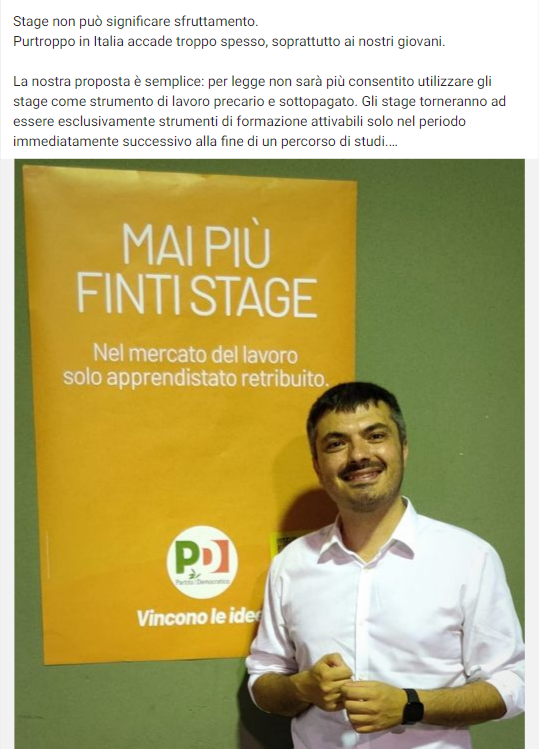 Stage non può significare sfruttamento.
Purtroppo in Italia accade troppo spesso, soprattutto ai nostri giovani.
La nostra proposta è semplice: per legge non sarà più consentito utilizzare gli
stage come strumento di lavoro precario e sottopagato. Gli stage torneranno ad
essere esclusivamente strumenti di formazione attivabili solo nel periodo
immediatamente successivo alla fine di un percorso di studi....
MAI PIÙ
FINTI STAGE
Nel mercato del lavoro
solo apprendistato retribuito.
PD
Partito Democratico
Vincono le idee